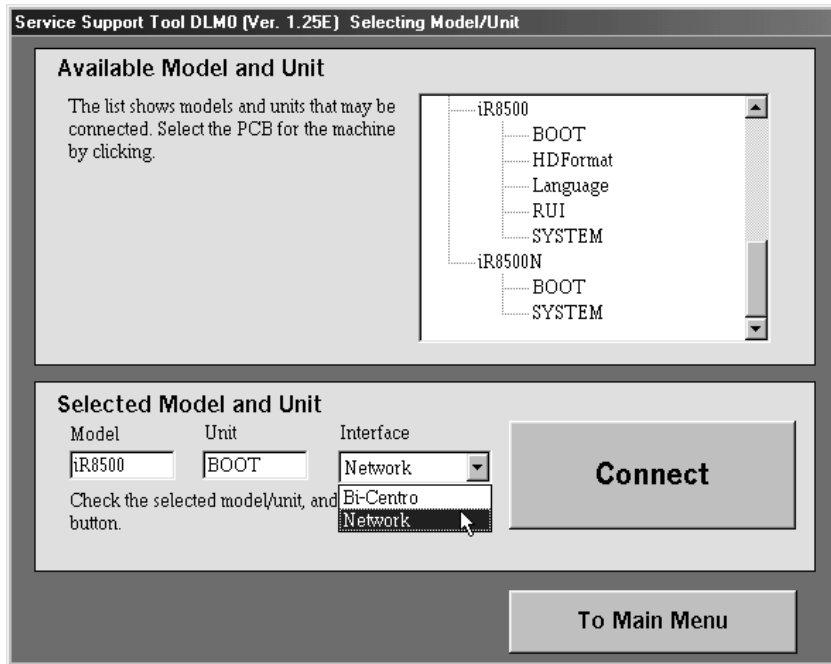 Service Support Tool DLM0 (Ver. 1.25E) Selecting Model/Unit
Available Model and Unit
The list shows models and units that may be
connected. Select the PCB for the machine
by clicking.
iR8500
BOOT
HDFormat
Language
RUI
SYSTEM
iR8500N
BOOT
SYSTEM
Selected Model and Unit
Model Unit Interface
iR8500 BOOT Network
Check the selected model/unit, and
button.
Bi-Centro
Network
Connect
To Main Menu